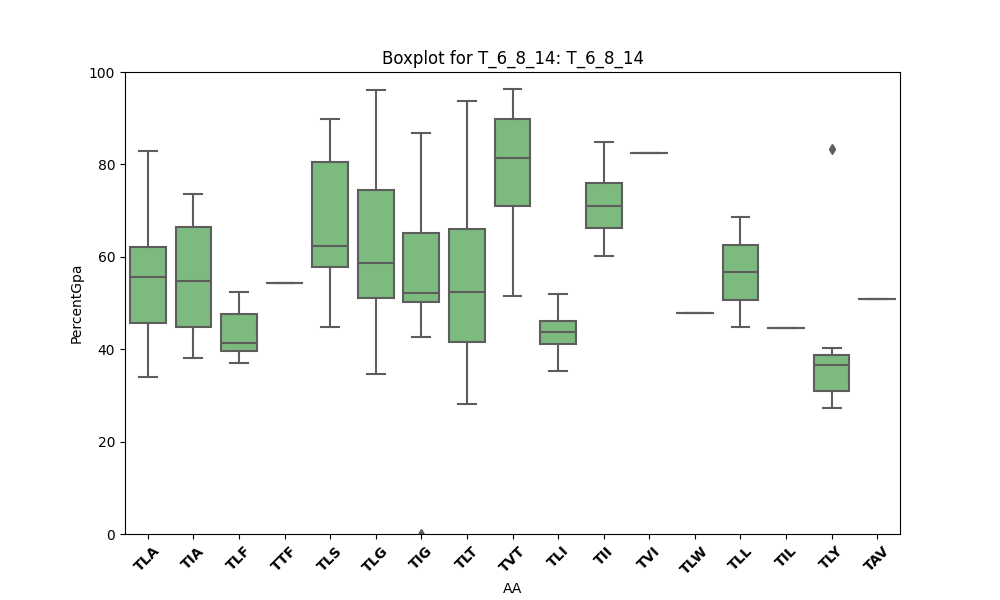 Boxplot for T_6_8_14: T_6_8_14
PercentGpa
100
80
60
40
20
0
TLA TIA TLF TTF TLS TLG TIG TLT TVT TLI TII TVI TLW TLL TIL TLY TAV
AA